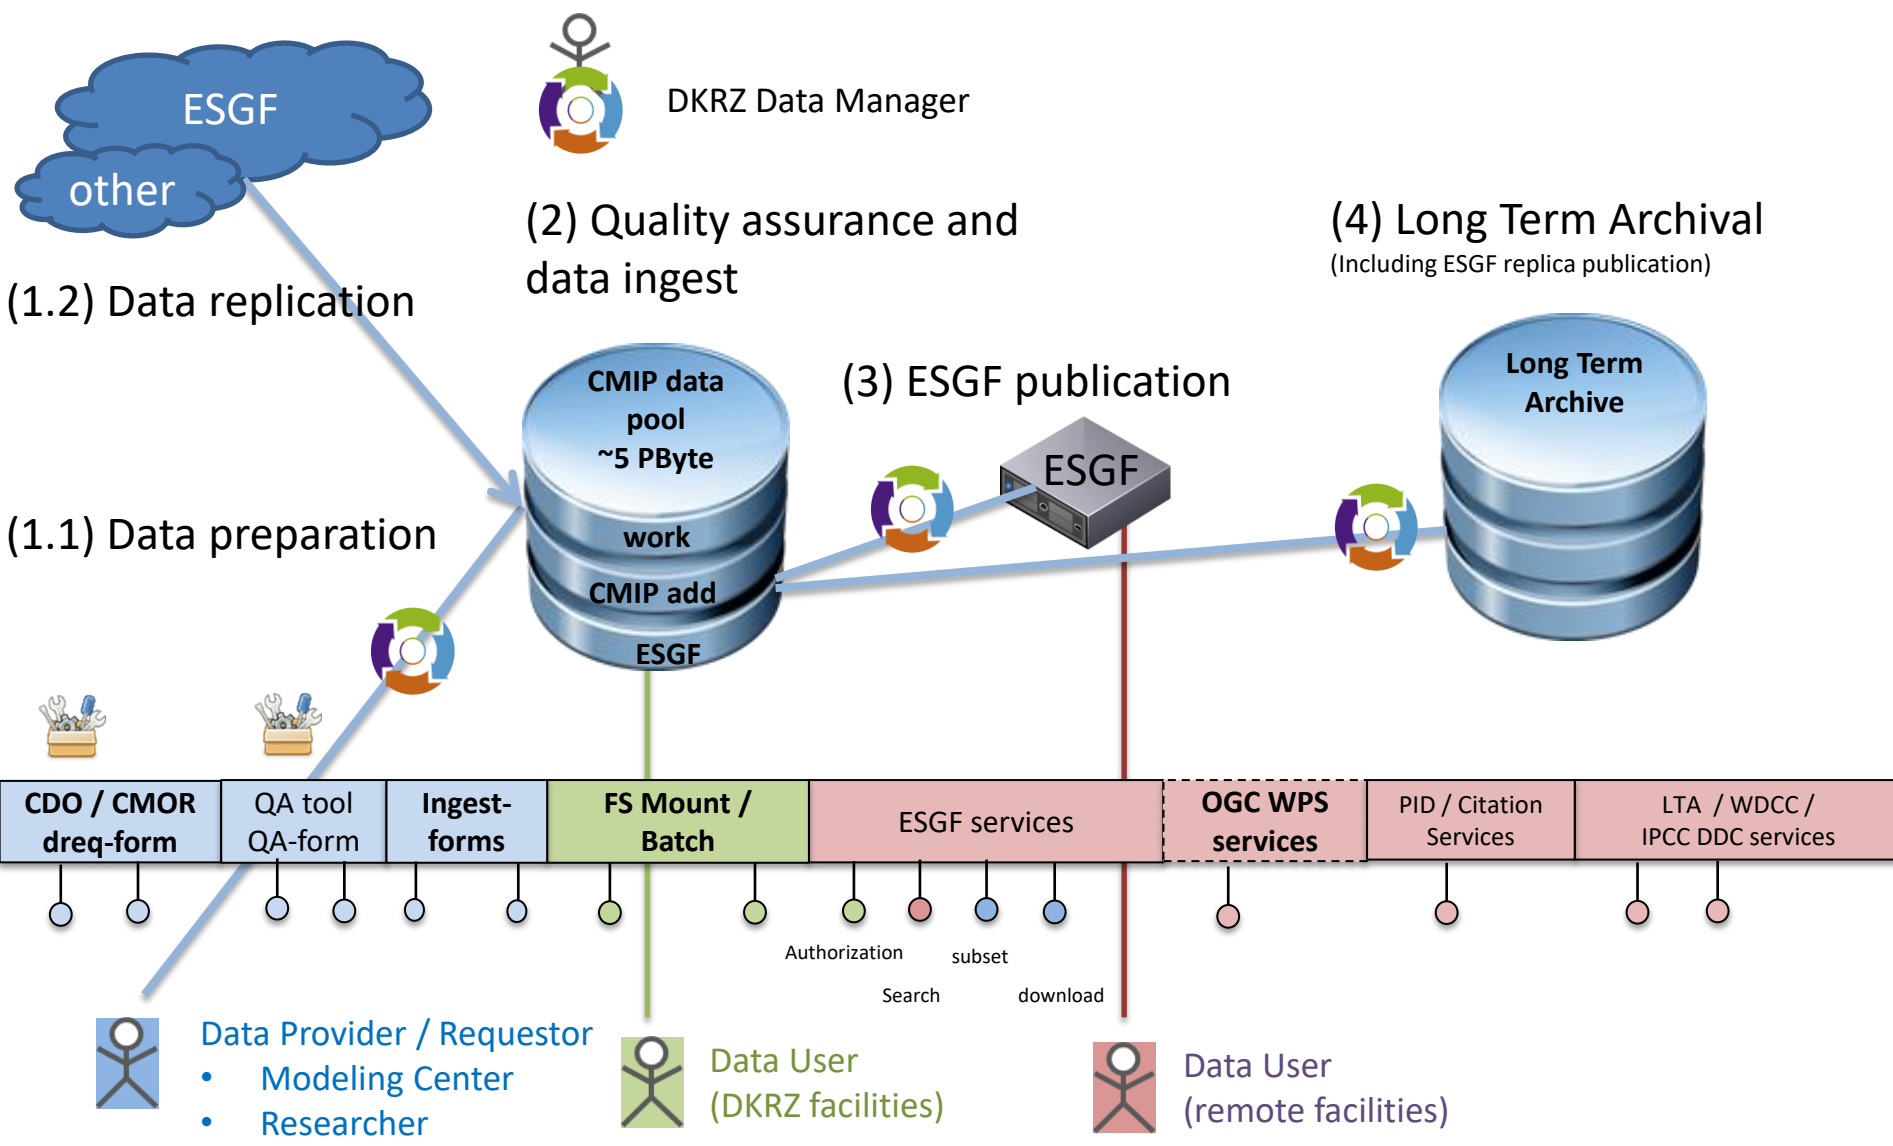 ESGF
other
DKRZ Data Manager
(2) Quality assurance and
data ingest
(4) Long Term Archival
(Including ESGF replica publication)
(1.2) Data replication
CMIP data
pool
~5 PByte
work
CMIP add
ESGF
(3) ESGF publication
ESGF
Long Term
Archive
(1.1) Data preparation
CDO / CMOR
dreq-form
QA tool
QA-form
Ingest-
forms
FS Mount /
Batch
ESGF services
OGC WPS
services
PID / Citation
Services
LTA / WDCC /
IPCC DDC services
Authorization
Search
subset
download
Data Provider / Requestor
• Modeling Center
• Researcher
Data User
(DKRZ facilities)
Data User
(remote facilities)